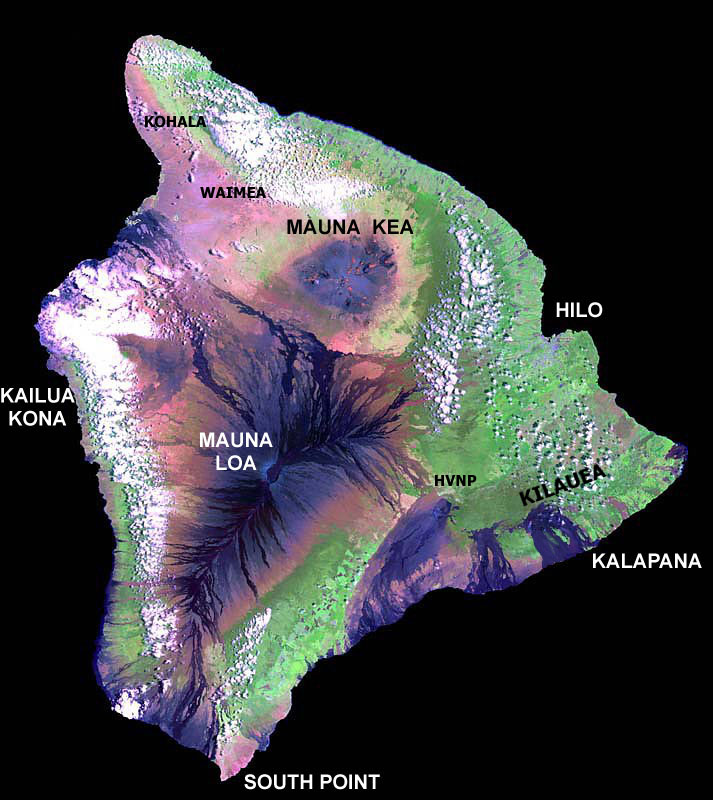 KOHALA
WAIMEA
MAUNA KEA
HILO
KAILUA
KONA
MAUNA
LOA
HVNP
KILAUEA
KALAPANA
SOUTH POINT